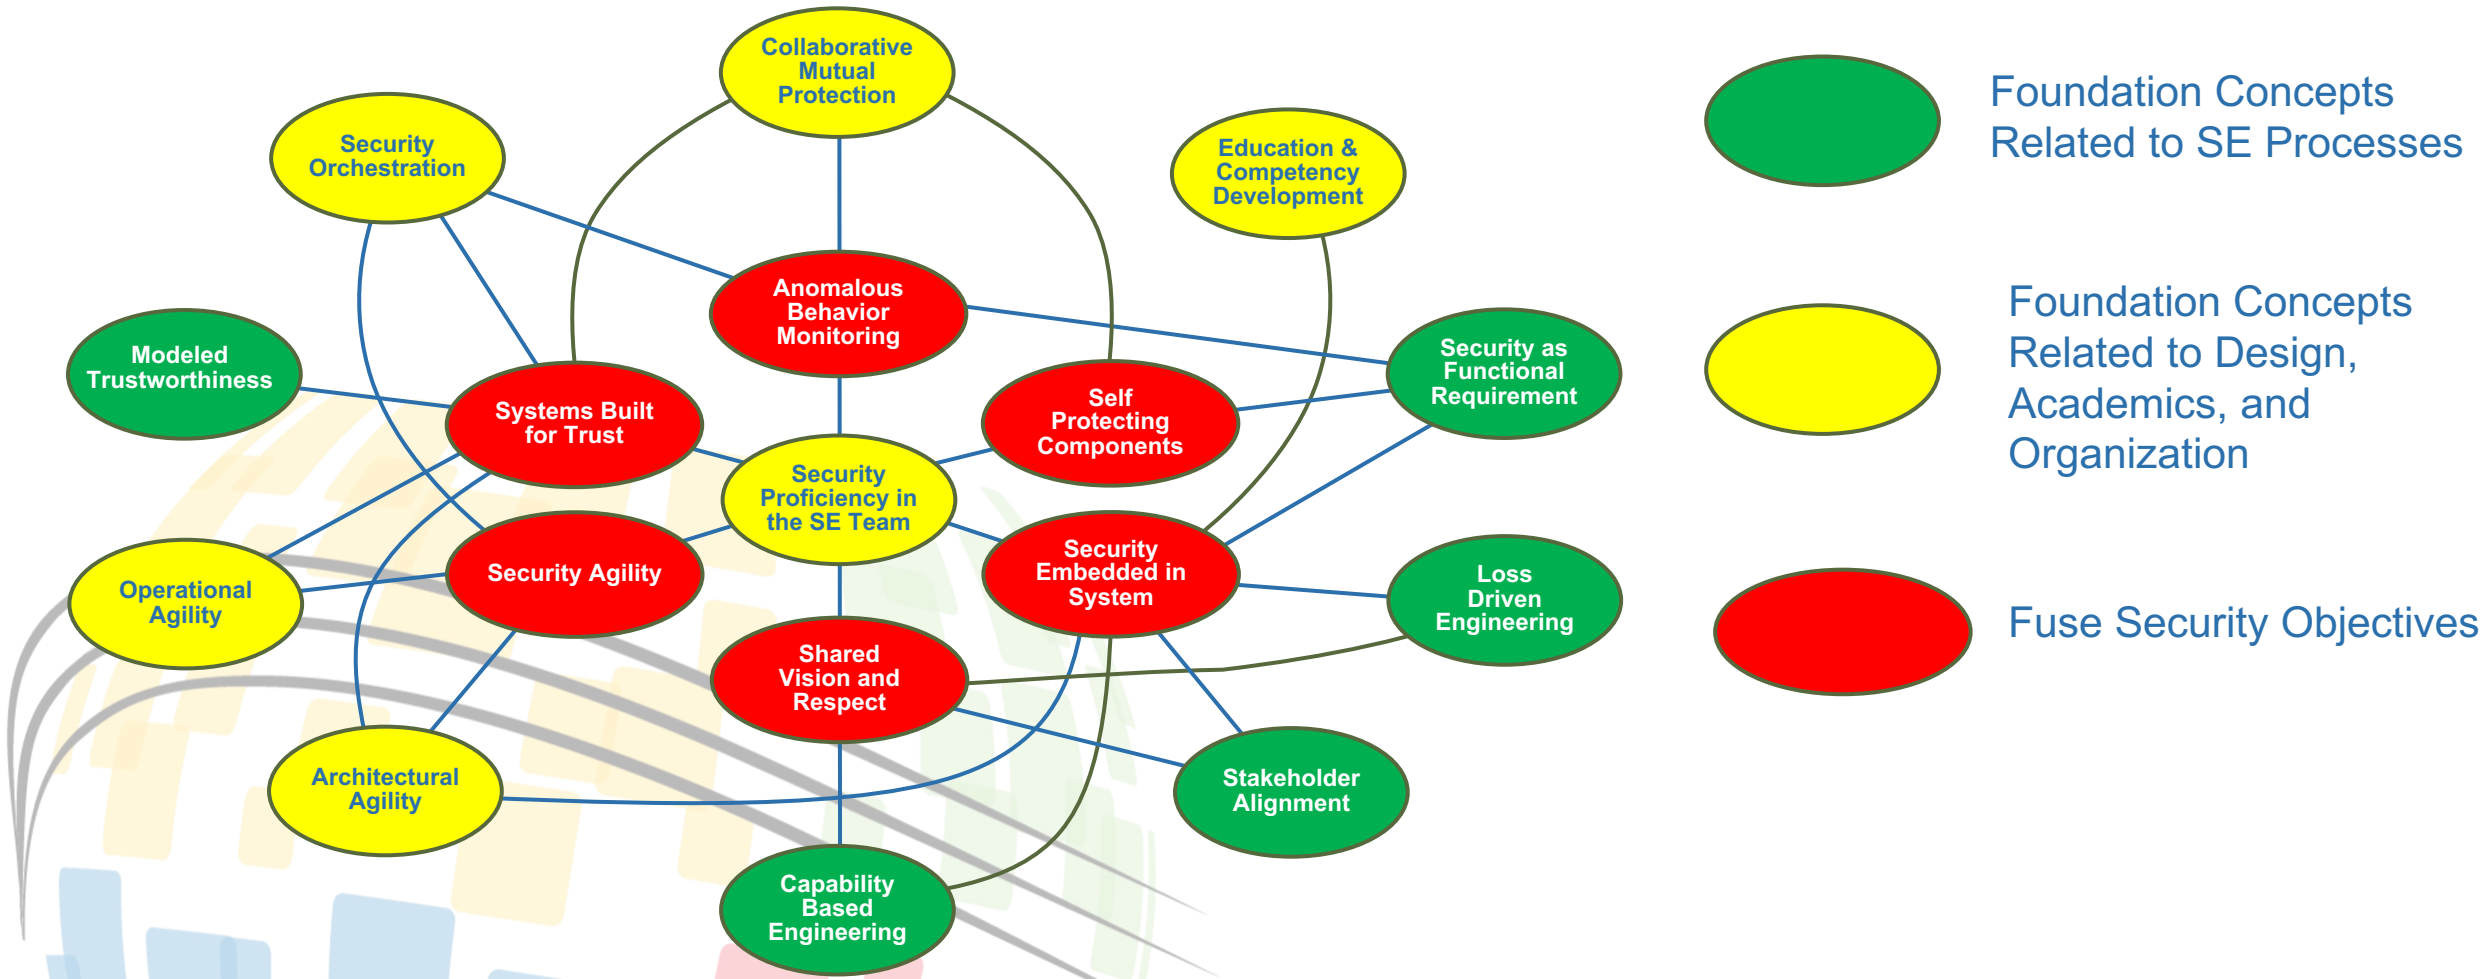 Collaborative
Mutual
Protection
Security
Orchestration
Education &
Competency
Development
Anomalous
Behavior
Monitoring
Modeled
Trustworthiness
Security as
Functional
Requirement
Systems Built
for Trust
Self
Protecting
Components
Security
Proficiency in
the SE Team
Operational
Agility
Security Agility
Security
Embedded in
System
Loss
Driven
Engineering
Shared
Vision and
Respect
Architectural
Agility
Stakeholder
Alignment
Capability
Based
Engineering
Foundation Concepts
Related to SE Processes
Foundation Concepts
Related to Design,
Academics, and
Organization
Fuse Security Objectives